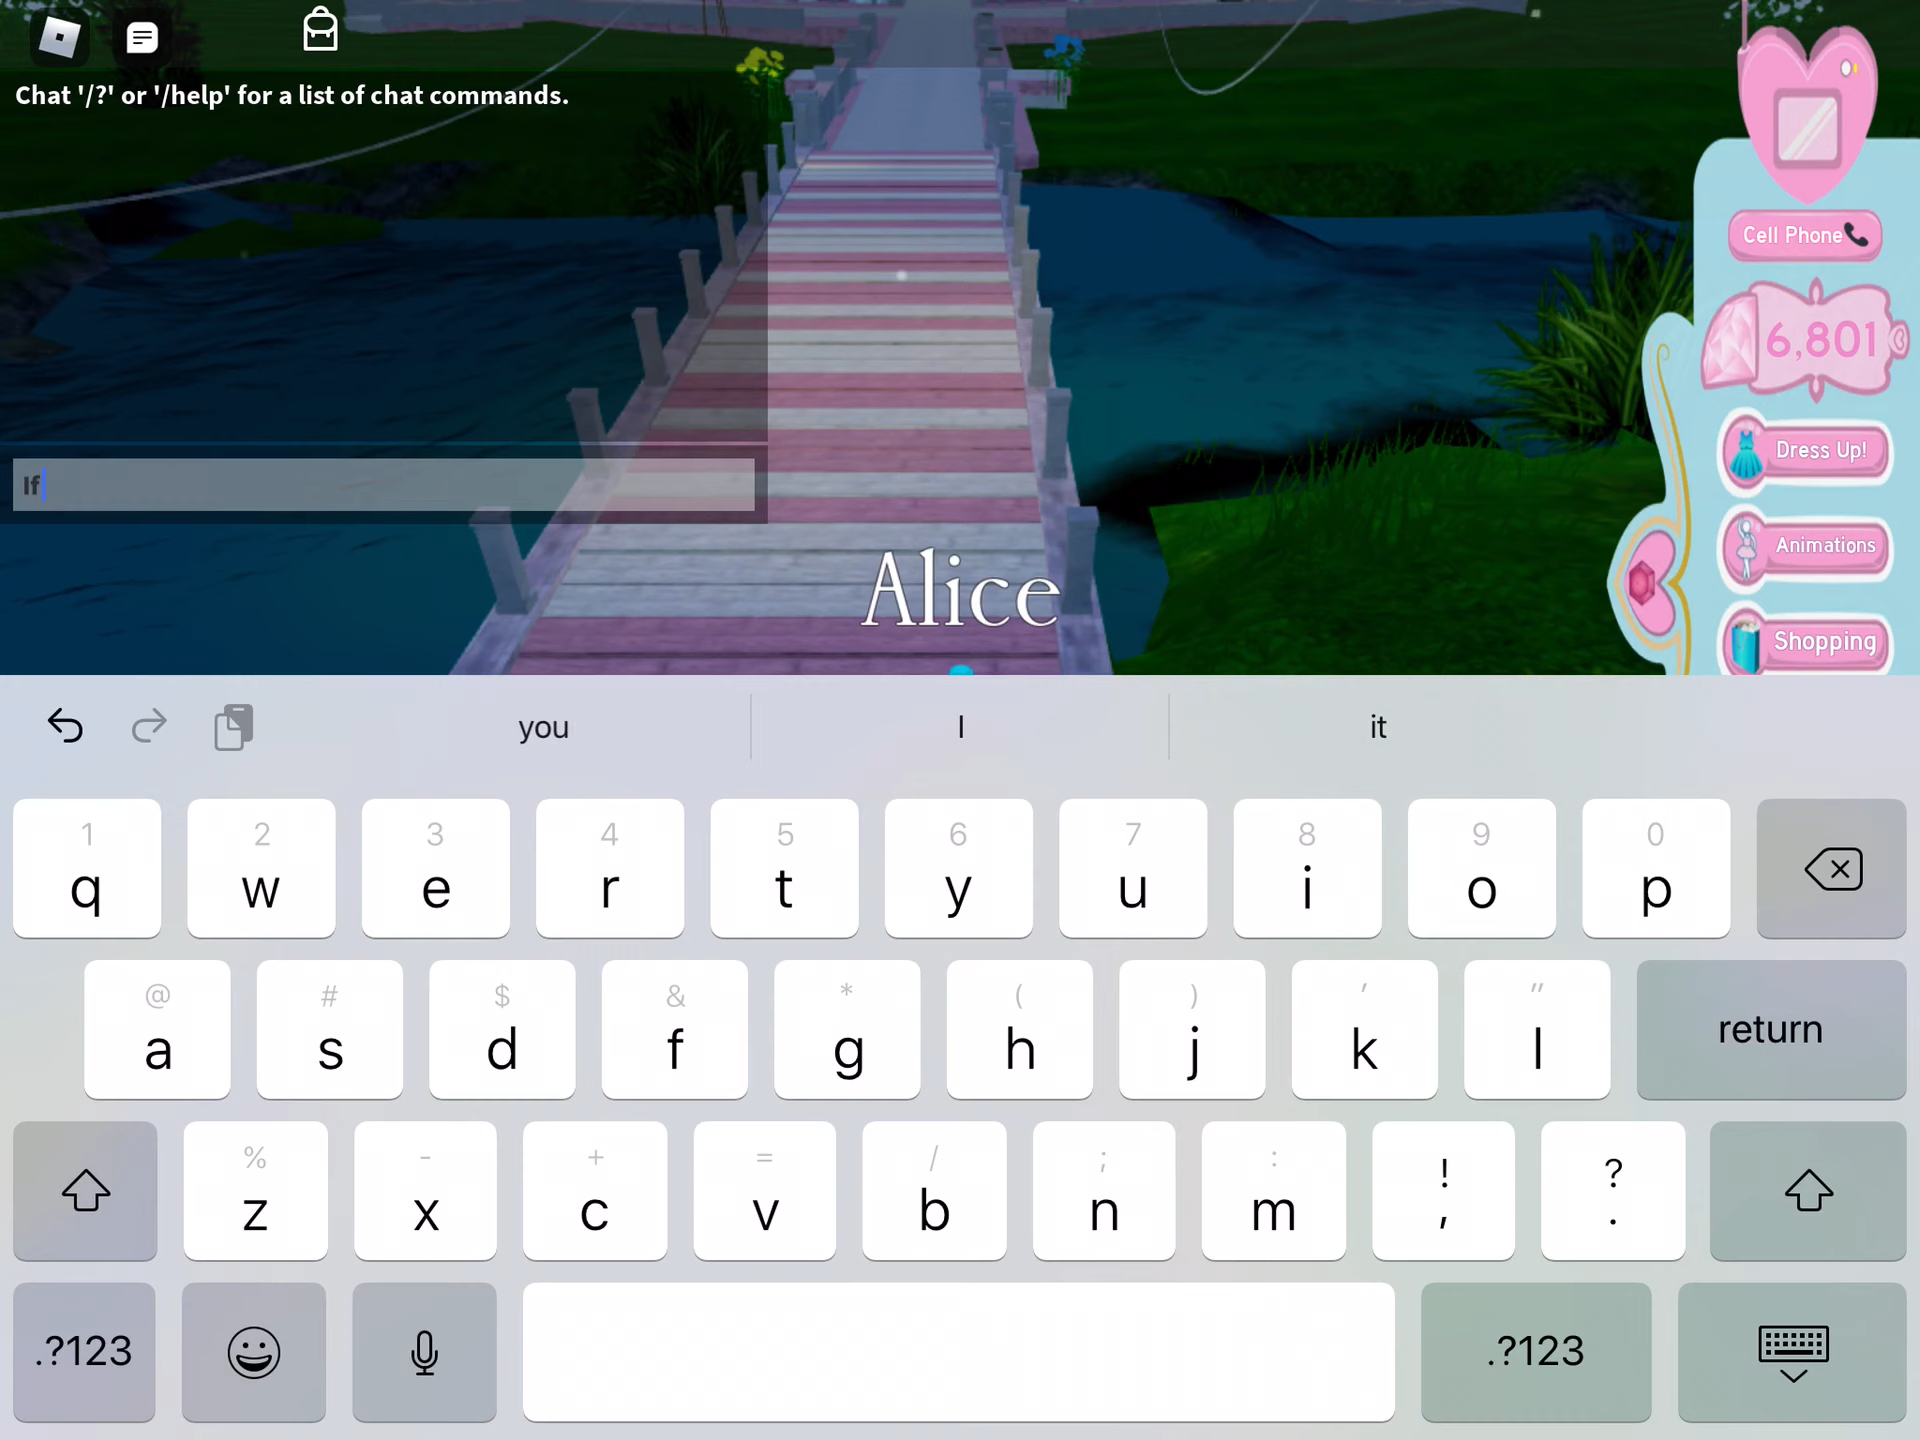 Chat '/?' or '/help' for a list of chat commands.
Cell Phone
6,801
Dress Up!
If
Animations
Alice
Shopping
you I it
1 2 3 4 5 6 7 8 9 0
q w e r t y u i o p
@ # $ & * ( ) ' "
a s d f g h j k l return
% - + = / ; : ! ?
z x c v b n m , .
.?123 .?123